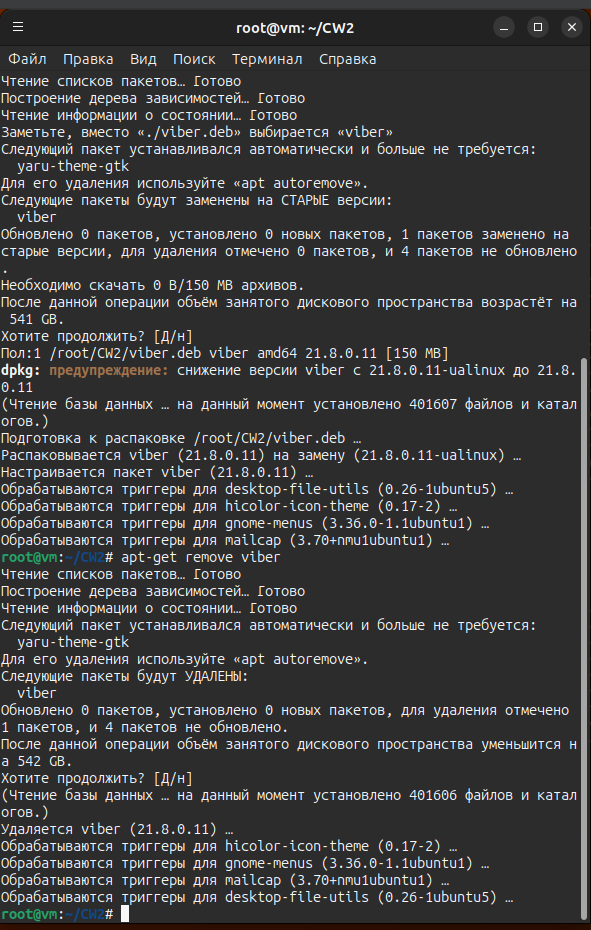 root@vm: ~/CW2
Файл Правка Вид Поиск Терминал Справка
Чтение списков пакетов… Готово
Построение дерева зависимостей… Готово
Чтение информации о состоянии… Готово
Заметьте, вместо «./viber.deb» выбирается «viber»
Следующий пакет устанавливался автоматически и больше не требуется:
  yaru-theme-gtk
Для его удаления используйте «apt autoremove».
Следующие пакеты будут заменены на СТАРЫЕ версии:
  viber
Обновлено 0 пакетов, установлено 0 новых пакетов, 1 пакетов заменено на
старые версии, для удаления отмечено 0 пакетов, и 4 пакетов не обновлено
.
Необходимо скачать 0 B/150 MB архивов.
После данной операции объём занятого дискового пространства возрастёт на
 541 GB.
Хотите продолжить? [Д/н]
Пол:1 /root/CW2/viber.deb viber amd64 21.8.0.11 [150 MB]
dpkg: предупреждение: снижение версии viber с 21.8.0.11-ualinux до 21.8.
0.11
(Чтение базы данных … на данный момент установлено 401607 файлов и катал
огов.)
Подготовка к распаковке /root/CW2/viber.deb …
Распаковывается viber (21.8.0.11) на замену (21.8.0.11-ualinux) …
Настраивается пакет viber (21.8.0.11) …
Обрабатываются триггеры для desktop-file-utils (0.26-1ubuntu5) …
Обрабатываются триггеры для hicolor-icon-theme (0.17-2) …
Обрабатываются триггеры для gnome-menus (3.36.0-1.1ubuntu1) …
Обрабатываются триггеры для mailcap (3.70+nmu1ubuntu1) …
root@vm:~/CW2# apt-get remove viber
Чтение списков пакетов… Готово
Построение дерева зависимостей… Готово
Чтение информации о состоянии… Готово
Следующий пакет устанавливался автоматически и больше не требуется:
  yaru-theme-gtk
Для его удаления используйте «apt autoremove».
Следующие пакеты будут УДАЛЕНЫ:
  viber
Обновлено 0 пакетов, установлено 0 новых пакетов, для удаления отмечено
1 пакетов, и 4 пакетов не обновлено.
После данной операции объём занятого дискового пространства уменьшится н
а 542 GB.
Хотите продолжить? [Д/н]
(Чтение базы данных … на данный момент установлено 401606 файлов и катал
огов.)
Удаляется viber (21.8.0.11) …
Обрабатываются триггеры для hicolor-icon-theme (0.17-2) …
Обрабатываются триггеры для gnome-menus (3.36.0-1.1ubuntu1) …
Обрабатываются триггеры для mailcap (3.70+nmu1ubuntu1) …
Обрабатываются триггеры для desktop-file-utils (0.26-1ubuntu5) …
root@vm:~/CW2#